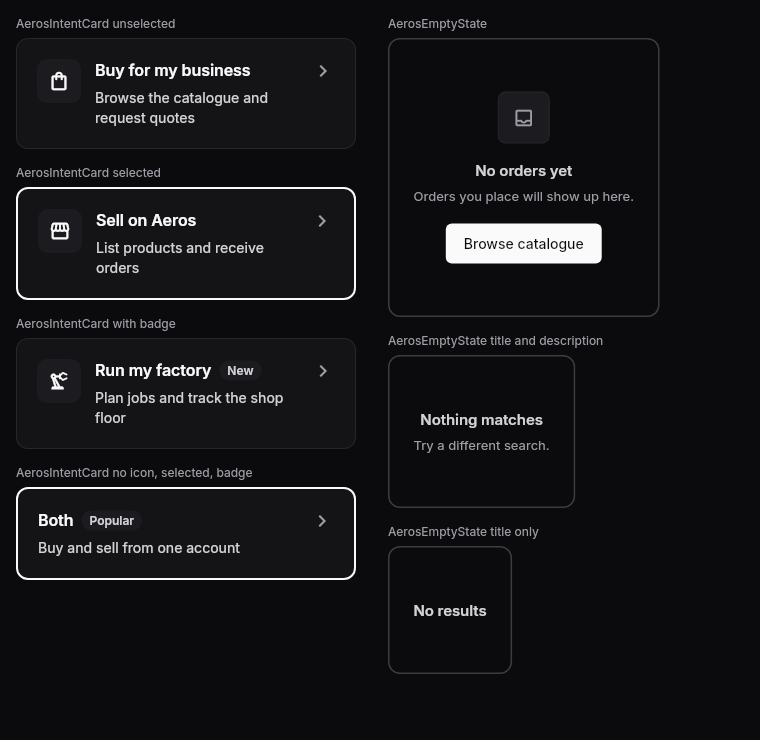 AerosIntentCard unselected
Buy for my business
Browse the catalogue and
request quotes
AerosIntentCard selected
Sell on Aeros
List products and receive
orders
AerosIntentCard with badge
Run my factory New
Plan jobs and track the shop
floor
AerosIntentCard no icon, selected, badge
Both Popular
Buy and sell from one account
AerosEmptyState
No orders yet
Orders you place will show up here.
Browse catalogue
AerosEmptyState title and description
Nothing matches
Try a different search.
AerosEmptyState title only
No results